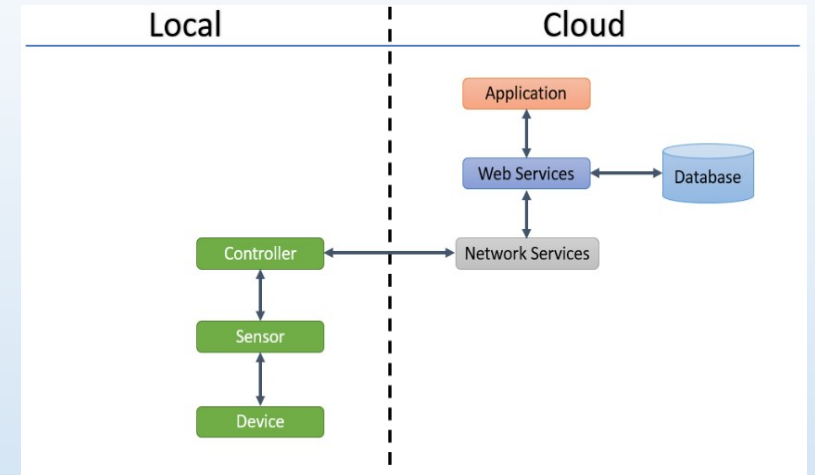 Local
Cloud
Application
Web Services
Database
Controller
Network Services
Sensor
Device